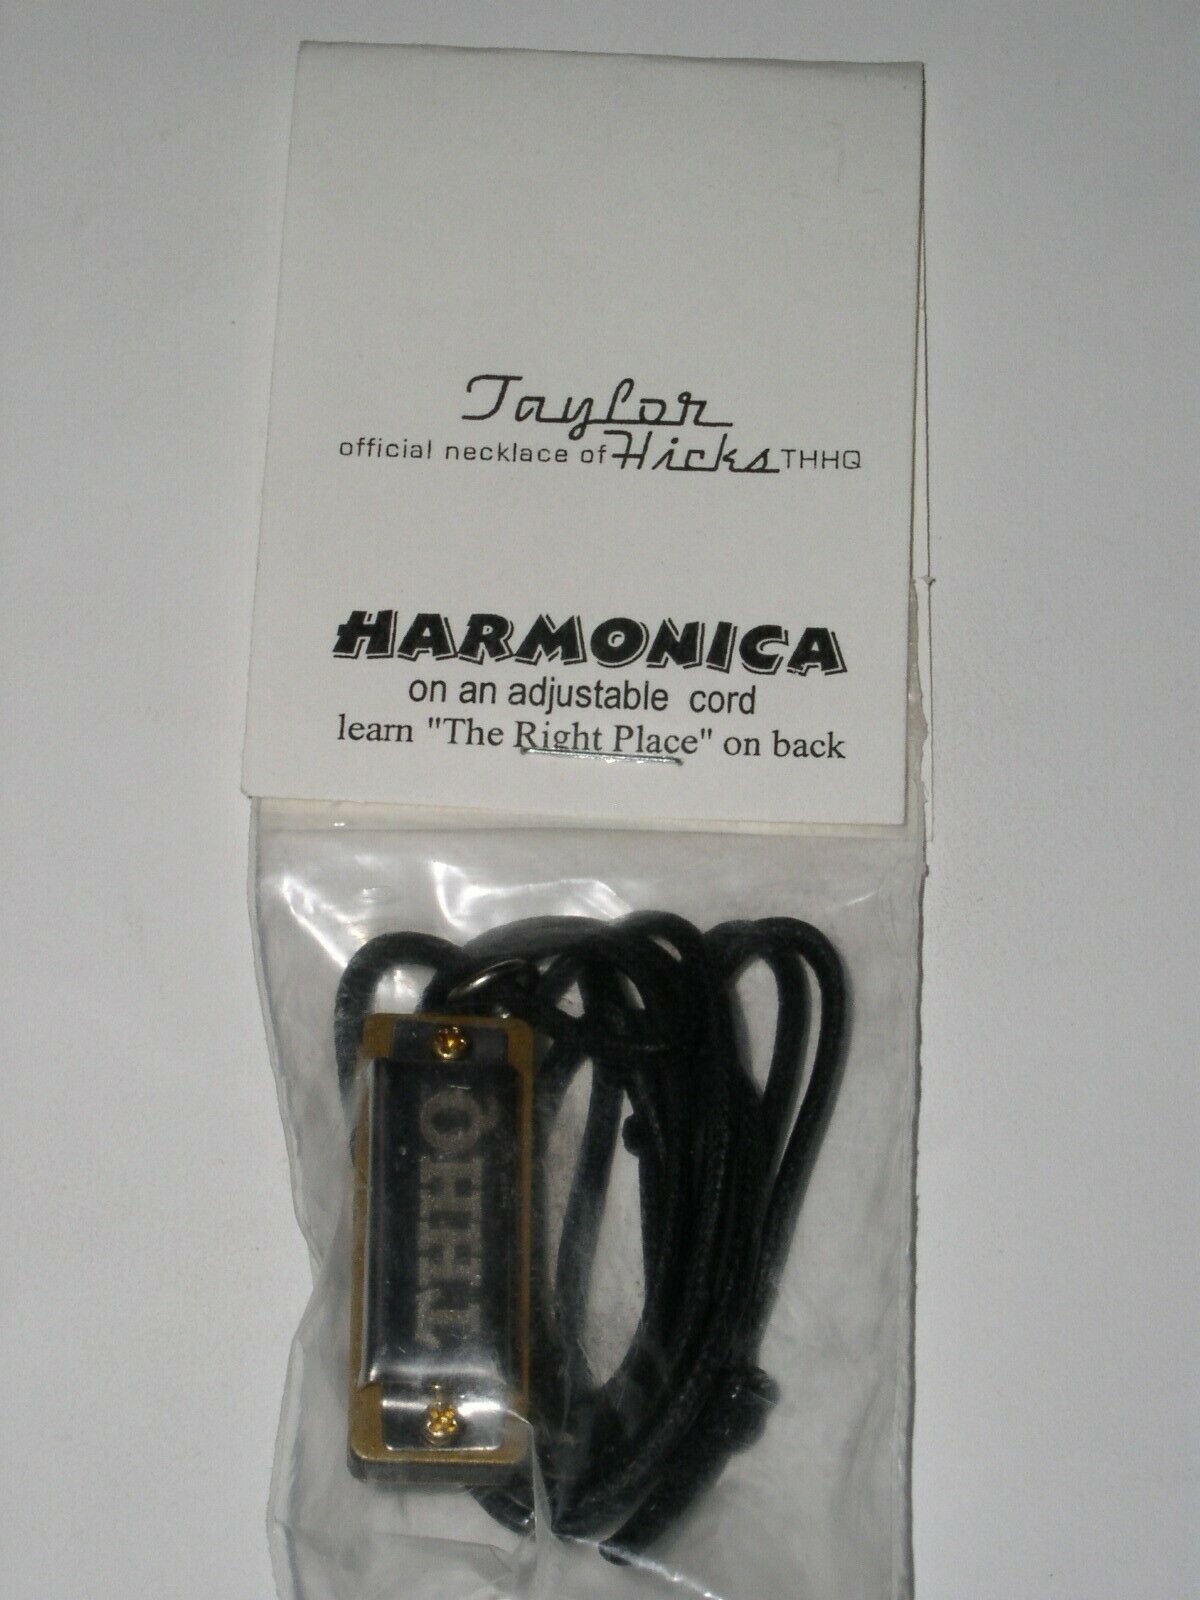 Taylor
official necklace of Hicks THHQ
HARMONICA
on an adjustable cord
learn "The Right Place" on back
THHQ